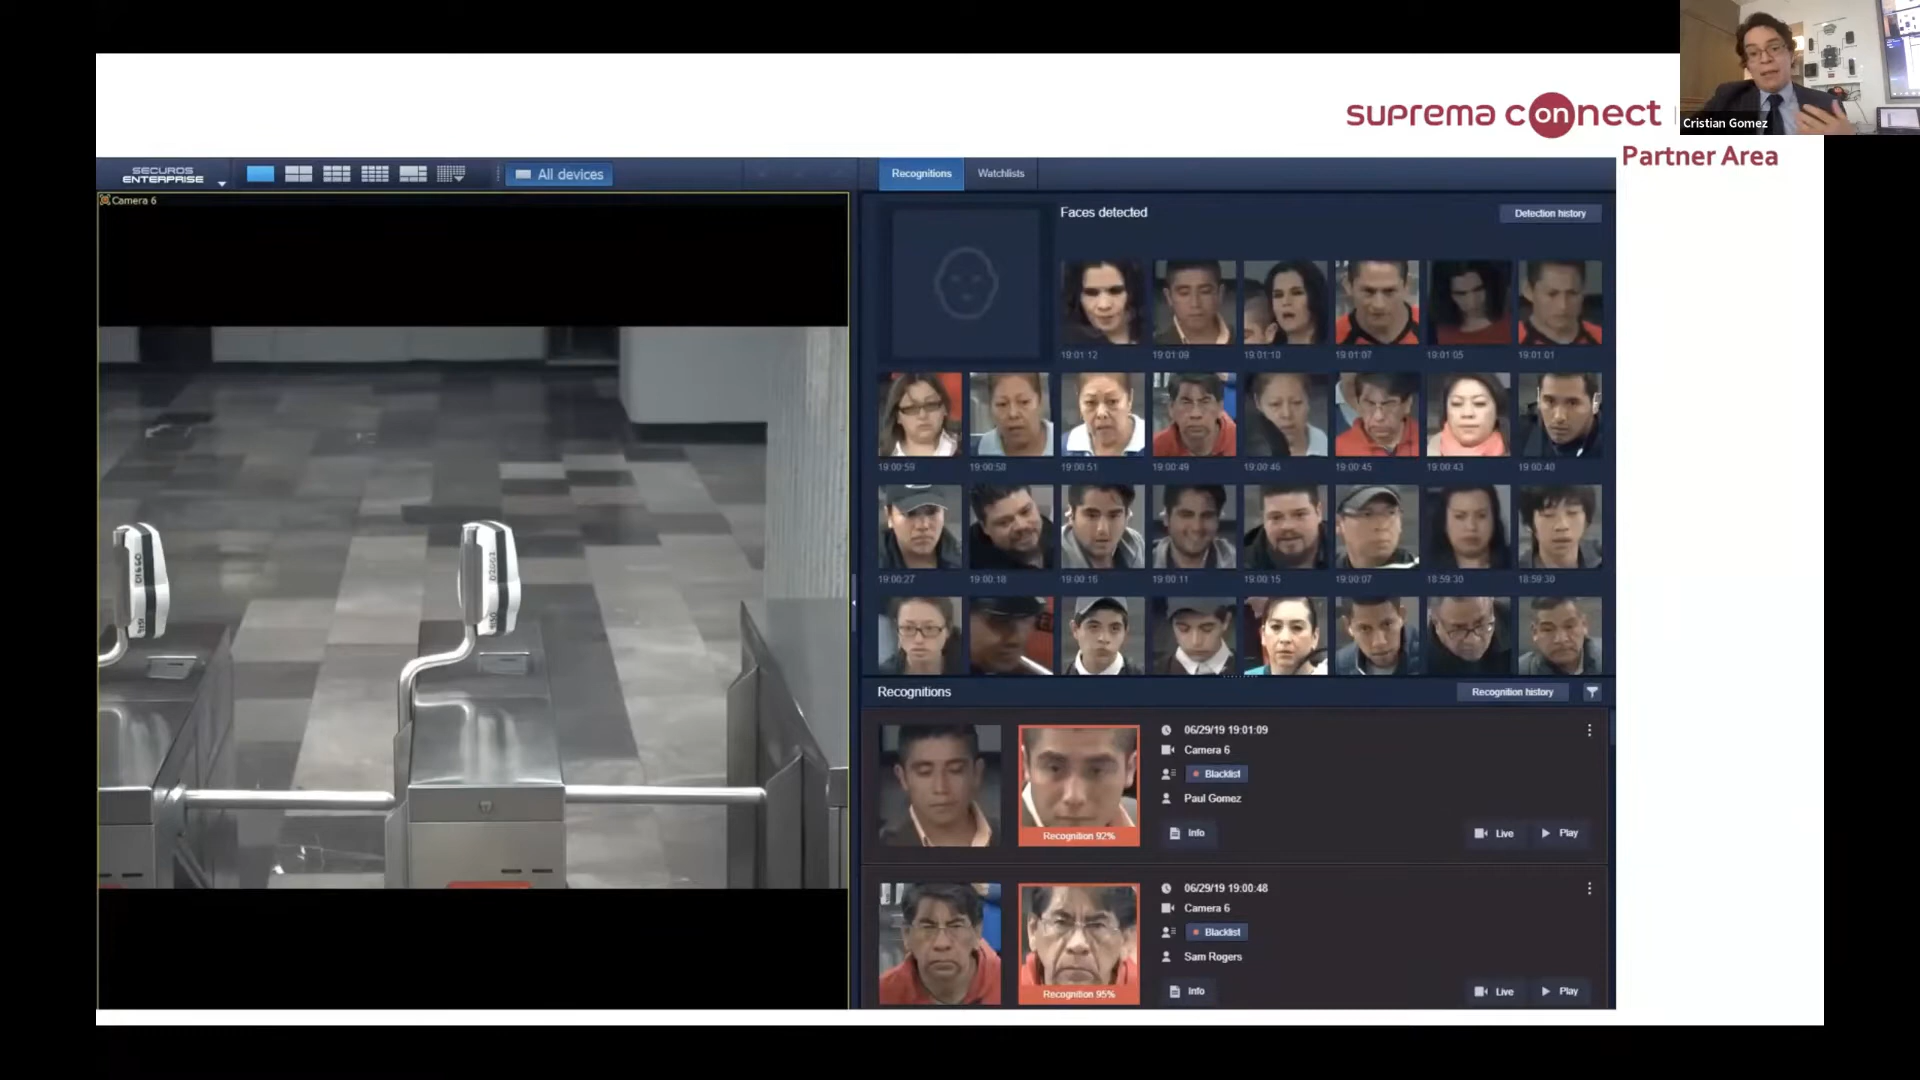 suprema connect
Cristian Gomez
Partner Area
SECUROS
ENTERPRISE
All devices
Recognitions
Watchlists
Camera 6
Faces detected
Detection history
19:01:12
19:01:09
19:01:10
19:01:07
19:01:05
19:01:01
19:00:59
19:00:50
19:00:51
19:00:49
19:00:46
19:00:45
19:00:43
19:00:40
19:00:27
19:00:18
19:00:16
19:00:11
19:00:15
19:00:07
18:59:30
18:59:30
Recognitions
Recognition history
06/29/19 19:01:09
Camera 6
Blacklist
Paul Gomez
Recognition 92%
Info
Live
Play
06/29/19 19:00:48
Camera 6
Blacklist
Sam Rogers
Recognition 95%
Info
Live
Play